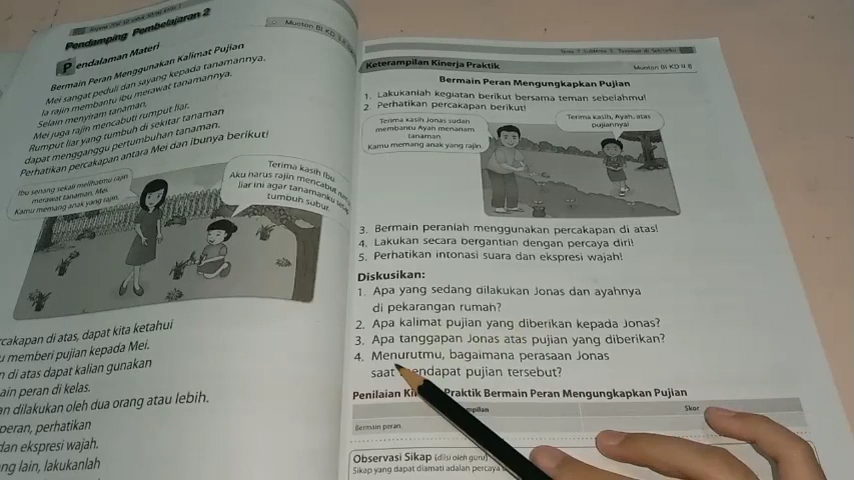 Pendamping Pembelajaran 2
Muatan BI KD
Pendalaman Materi
Bermain Peran Menggunakan Kalimat Pujian
Mei sangat peduli dan sayang kepada tanamannya.
Ia rajin membantu ibu merawat tanamannya.
Selain menyiram tanaman,
Mei juga rajin mencabuti rumput liar.
Rumput liar yang tumbuh di sekitar tanaman
dapat mengganggu pertumbuhan tanaman.
Perhatikan percakapan antara Mei dan ibunya berikut!
Ibu senang sekali melihatmu rajin
merawat tanaman, Mei.
Kamu memang anak yang rajin.
Terima kasih Ibu.
Aku harus rajin mencabut
liar ini agar tanamanku
tumbuh subur.
cakapan di atas, dapat kita ketahui
memberi pujian kepada Mei.
di atas dapat kalian gunakan
ain peran di kelas.
an dilakukan oleh dua orang atau lebih.
peran, perhatikan
dan ekspresi wajah.
ng lain, lakukanlah
Keterampilan Kinerja Praktik
Muatan BI KD
Bermain Peran Mengungkapkan Pujian
1. Lakukanlah kegiatan berikut bersama teman sebelahmu!
2. Perhatikan percakapan berikut!
Terima kasih Jonas sudah
membantu Ayah menanam
tanaman.
Kamu memang anak yang rajin
Terima kasih, Ayah, atas
pujiannya!
3. Bermain peranlah menggunakan percakapan di atas!
4. Lakukan secara bergantian dengan percaya diri!
5. Perhatikan intonasi suara dan ekspresi wajah!
Diskusikan:
1. Apa yang sedang dilakukan Jonas dan ayahnya
di pekarangan rumah?
2. Apa kalimat pujian yang diberikan kepada Jonas?
3. Apa tanggapan Jonas atas pujian yang diberikan?
4. Menurutmu, bagaimana perasaan Jonas
saat mendapat pujian tersebut?
Penilaian Kinerja Praktik Bermain Peran Mengungkapkan Pujian
Skor
Bermain peran
Observasi Sikap (diisi oleh guru)
Sikap yang dapat diamati adalah percaya